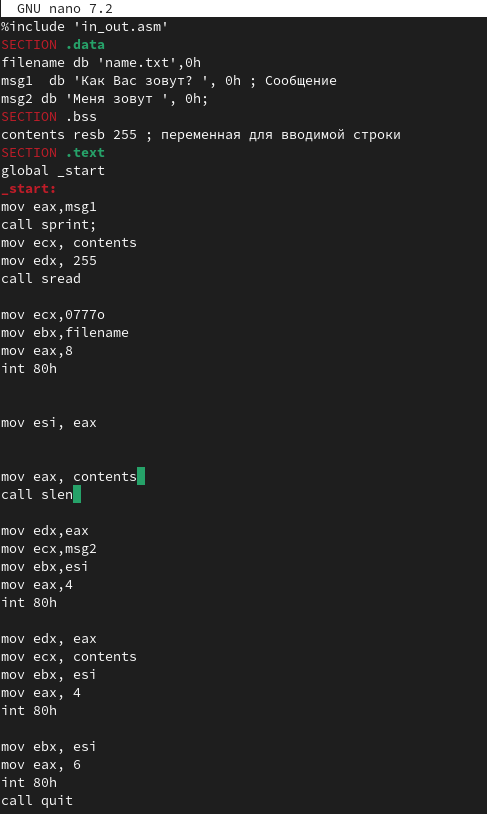 GNU nano 7.2
%include 'in_out.asm'
SECTION .data
filename db 'name.txt',0h
msg1  db 'Как Вас зовут? ', 0h ; Сообщение
msg2 db 'Меня зовут ', 0h;
SECTION .bss
contents resb 255 ; переменная для вводимой строки
SECTION .text
global _start
_start:
mov eax,msg1
call sprint;
mov ecx, contents
mov edx, 255
call sread
mov ecx,0777o
mov ebx,filename
mov eax,8
int 80h
mov esi, eax
mov eax, contents
call slen
mov edx,eax
mov ecx,msg2
mov ebx,esi
mov eax,4
int 80h
mov edx, eax
mov ecx, contents
mov ebx, esi
mov eax, 4
int 80h
mov ebx, esi
mov eax, 6
int 80h
call quit